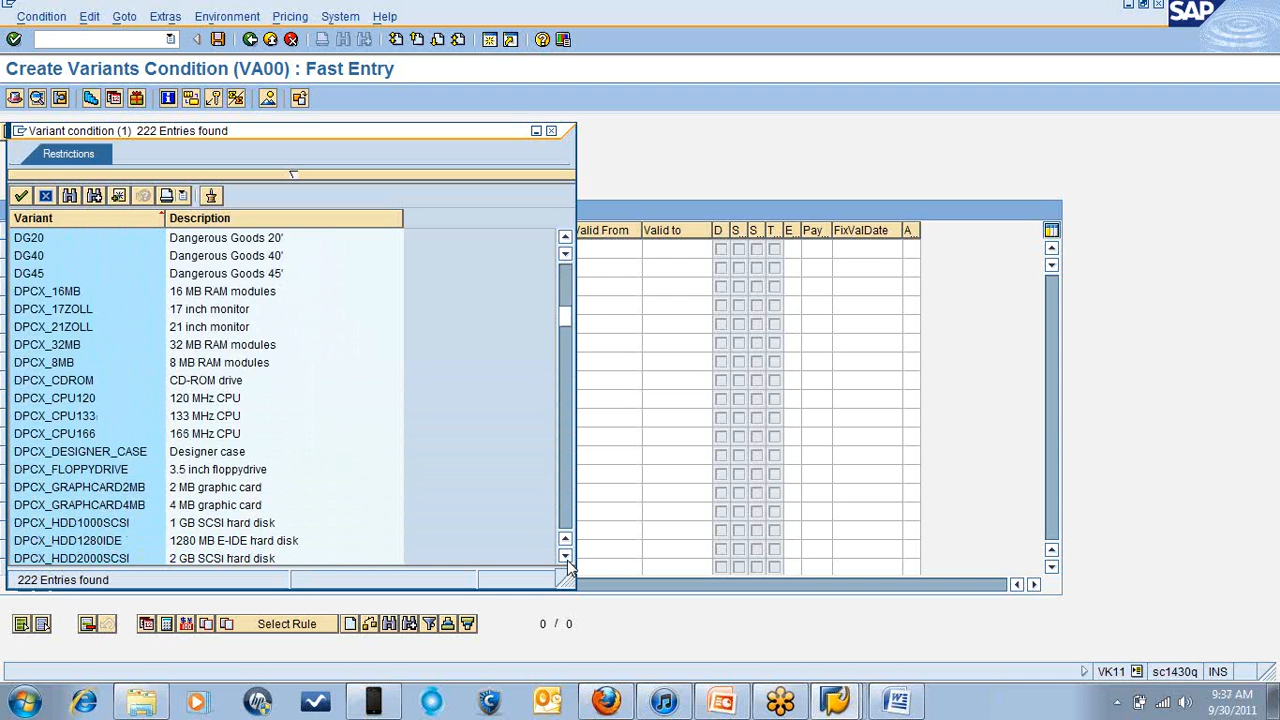 Condition Edit Goto Extras Environment Pricing System Help
SAP
Create Variants Condition (VA00) : Fast Entry
Variant condition (1) 222 Entries found
Restrictions
Variant Description
Valid From Valid to D S.. S.. T.. E.. Pay... FixValDate A..
DG20 Dangerous Goods 20'
DG40 Dangerous Goods 40'
DG45 Dangerous Goods 45'
DPCX_16MB 16 MB RAM modules
DPCX_17ZOLL 17 inch monitor
DPCX_21ZOLL 21 inch monitor
DPCX_32MB 32 MB RAM modules
DPCX_8MB 8 MB RAM modules
DPCX_CDROM CD-ROM drive
DPCX_CPU120 120 MHz CPU
DPCX_CPU133 133 MHz CPU
DPCX_CPU166 166 MHz CPU
DPCX_DESIGNER_CASE Designer case
DPCX_FLOPPYDRIVE 3.5 inch floppydrive
DPCX_GRAPHCARD2MB 2 MB graphic card
DPCX_GRAPHCARD4MB 4 MB graphic card
DPCX_HDD1000SCSI 1 GB SCSI hard disk
DPCX_HDD1280IDE 1280 MB E-IDE hard disk
DPCX_HDD2000SCSI 2 GB SCSI hard disk
222 Entries found
Select Rule 0 / 0
VK11 sc1430q INS
9:37 AM
9/30/2011